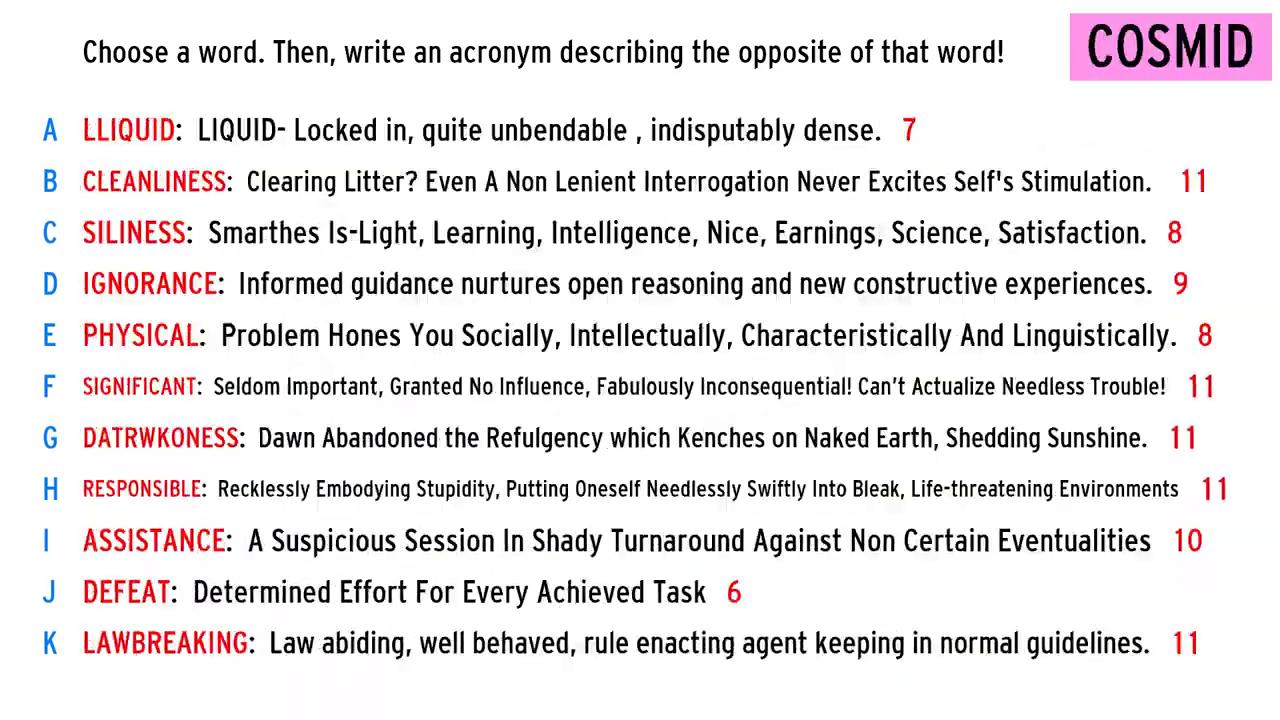 Choose a word. Then, write an acronym describing the opposite of that word!
COSMID
A LLIQUID: LIQUID- Locked in, quite unbendable , indisputably dense. 7
B CLEANLINESS: Clearing Litter? Even A Non Lenient Interrogation Never Excites Self's Stimulation. 11
C SILINESS: Smarthes Is-Light, Learning, Intelligence, Nice, Earnings, Science, Satisfaction. 8
D IGNORANCE: Informed guidance nurtures open reasoning and new constructive experiences. 9
E PHYSICAL: Problem Hones You Socially, Intellectually, Characteristically And Linguistically. 8
F SIGNIFICANT: Seldom Important, Granted No Influence, Fabulously Inconsequential! Can't Actualize Needless Trouble! 11
G DATRWKONESS: Dawn Abandoned the Refulgency which Kenches on Naked Earth, Shedding Sunshine. 11
H RESPONSIBLE: Recklessly Embodying Stupidity, Putting Oneself Needlessly Swiftly Into Bleak, Life-threatening Environments 11
I ASSISTANCE: A Suspicious Session In Shady Turnaround Against Non Certain Eventualities 10
J DEFEAT: Determined Effort For Every Achieved Task 6
K LAWBREAKING: Law abiding, well behaved, rule enacting agent keeping in normal guidelines. 11